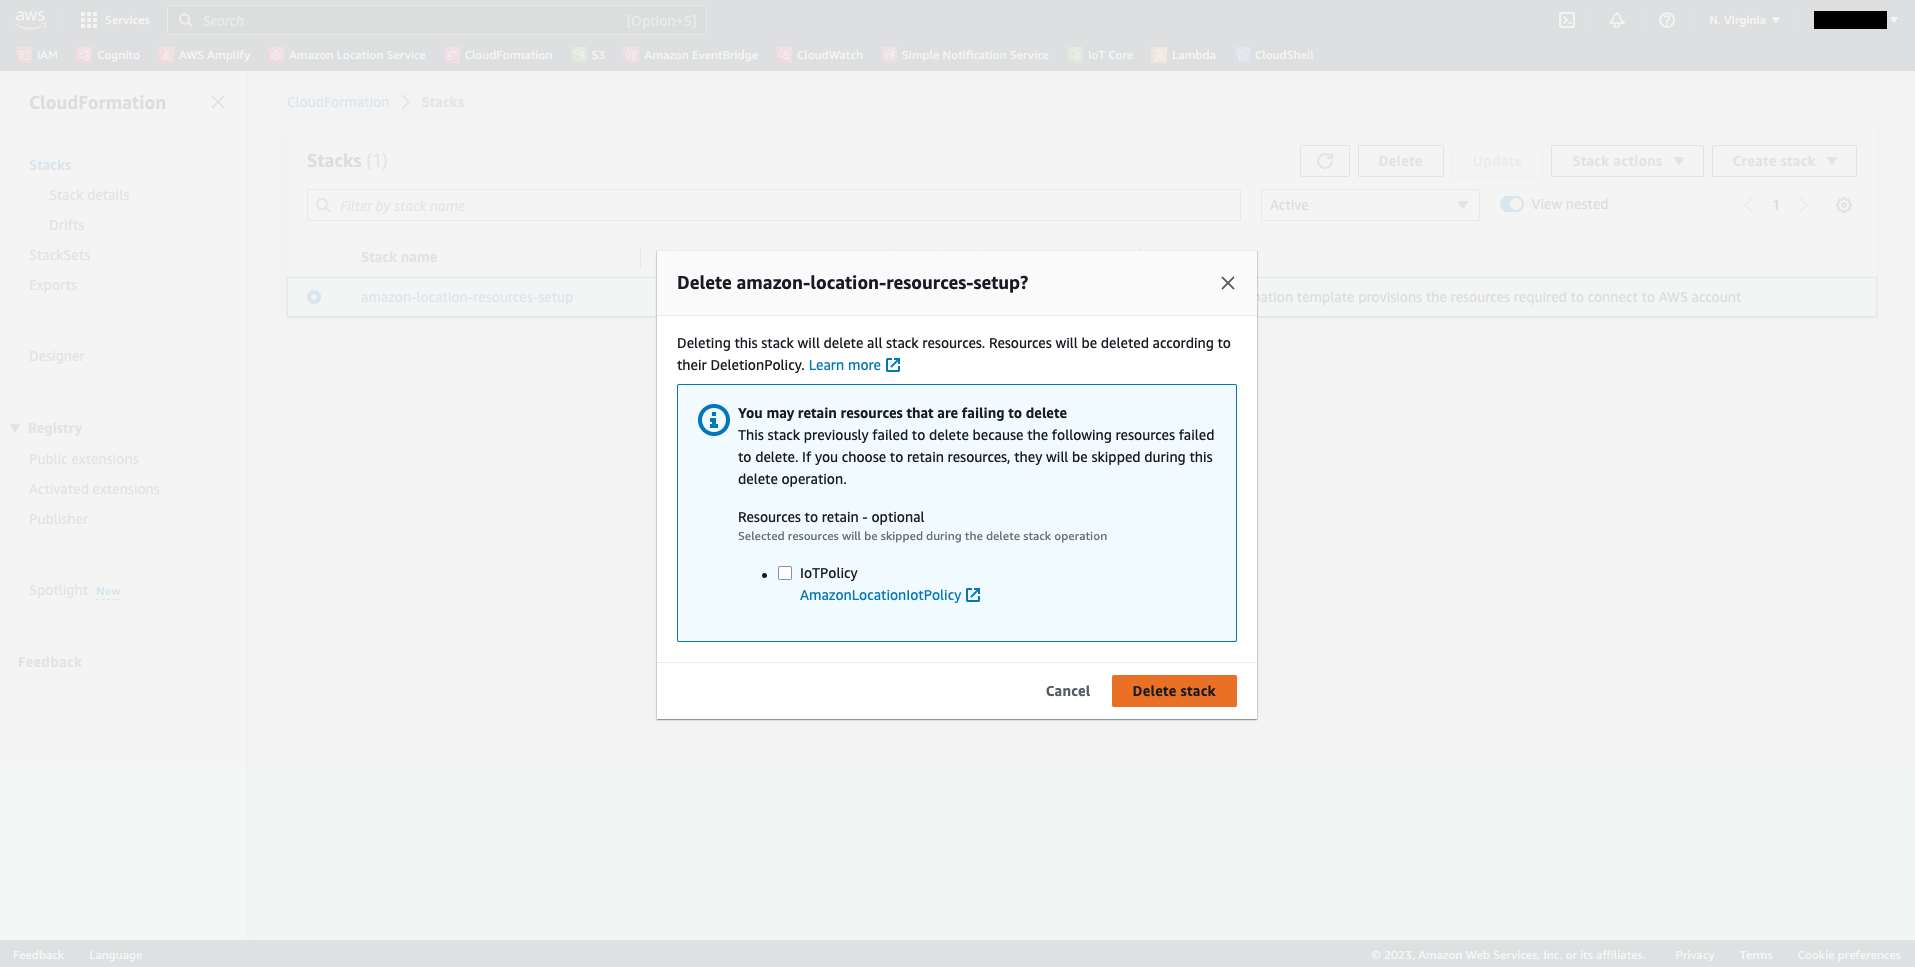 aws
Services
Search
[Option+S]
N. Virginia
IAM
Cognito
AWS Amplify
Amazon Location Service
CloudFormation
S3
Amazon EventBridge
CloudWatch
Simple Notification Service
IoT Core
Lambda
CloudShell
CloudFormation
Stacks
Stack details
Drifts
StackSets
Exports
Designer
Registry
Public extensions
Activated extensions
Publisher
Spotlight New
Feedback
CloudFormation
Stacks
Stacks (1)
Delete
Update
Stack actions
Create stack
Filter by stack name
Active
View nested
1
Stack name
amazon-location-resources-setup
ation template provisions the resources required to connect to AWS account
Delete amazon-location-resources-setup?
Deleting this stack will delete all stack resources. Resources will be deleted according to
their DeletionPolicy. Learn more
You may retain resources that are failing to delete
This stack previously failed to delete because the following resources failed
to delete. If you choose to retain resources, they will be skipped during this
delete operation.
Resources to retain - optional
Selected resources will be skipped during the delete stack operation
IoTPolicy
AmazonLocationIotPolicy
Cancel
Delete stack
Feedback
Language
© 2023, Amazon Web Services, Inc. or its affiliates.
Privacy
Terms
Cookie preferences